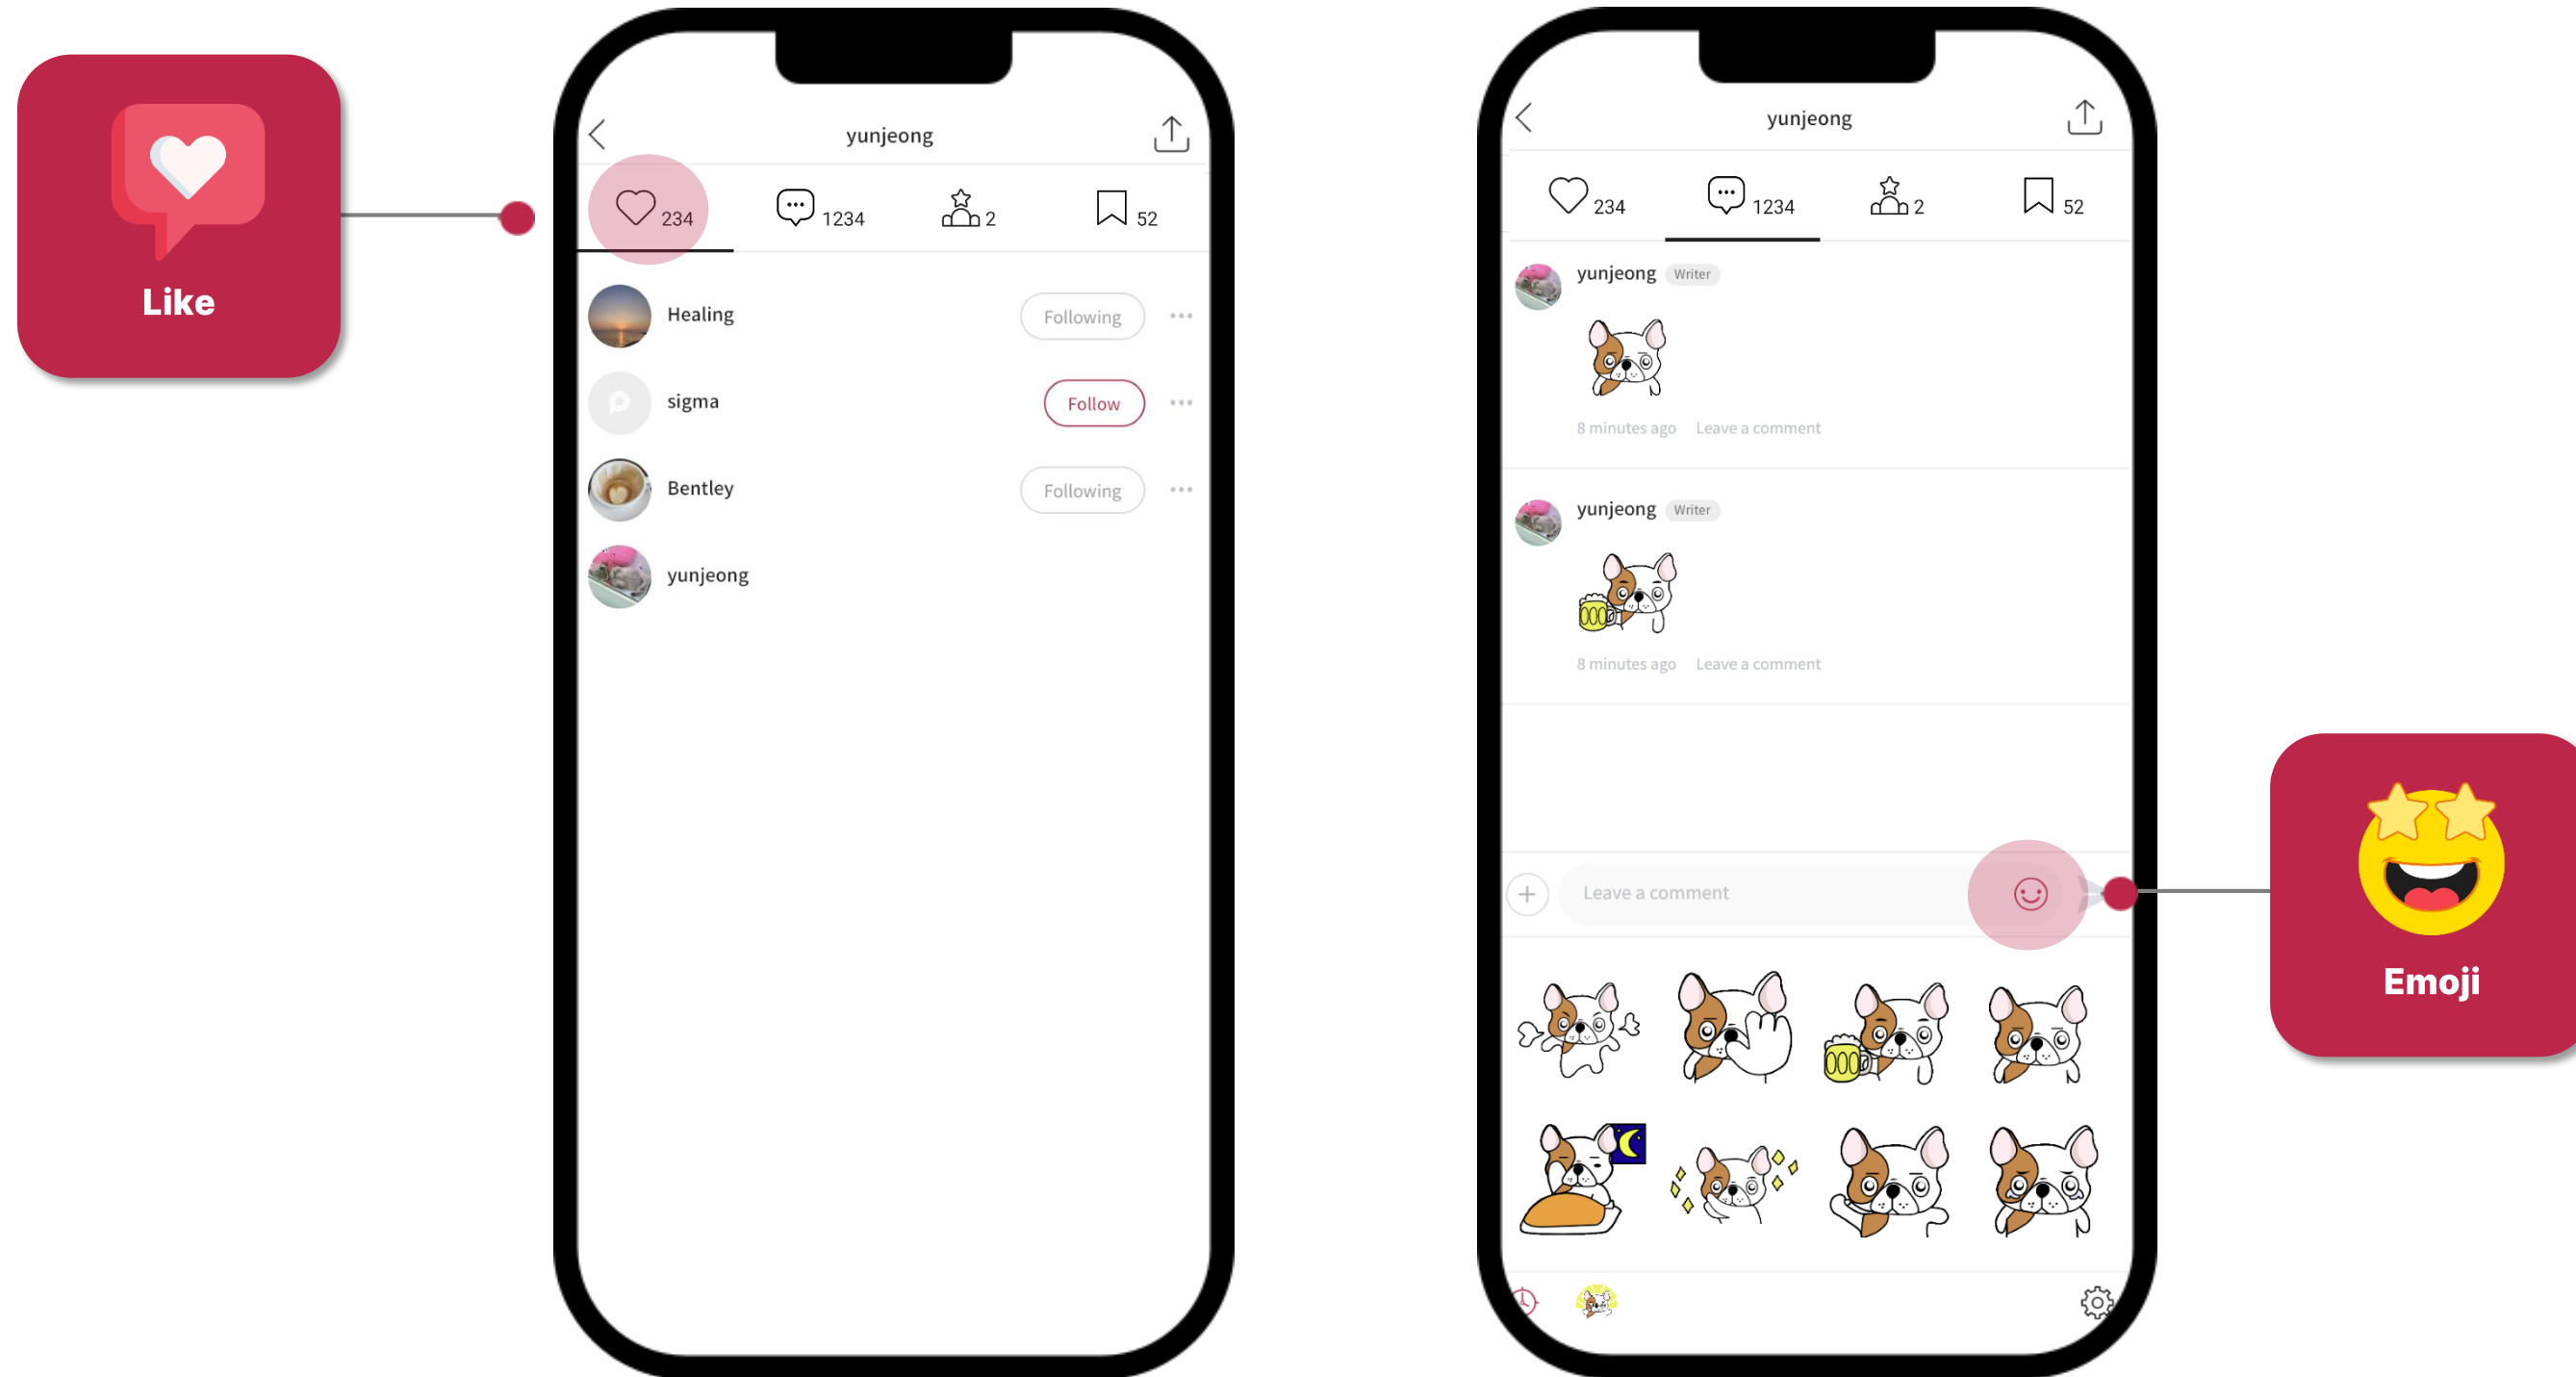 Like
yunjeong
234 1234 2 52
Healing Following
sigma Follow
Bentley Following
yunjeong
yunjeong
234 1234 2 52
yunjeong Writer
8 minutes ago Leave a comment
yunjeong Writer
8 minutes ago Leave a comment
Leave a comment
Emoji